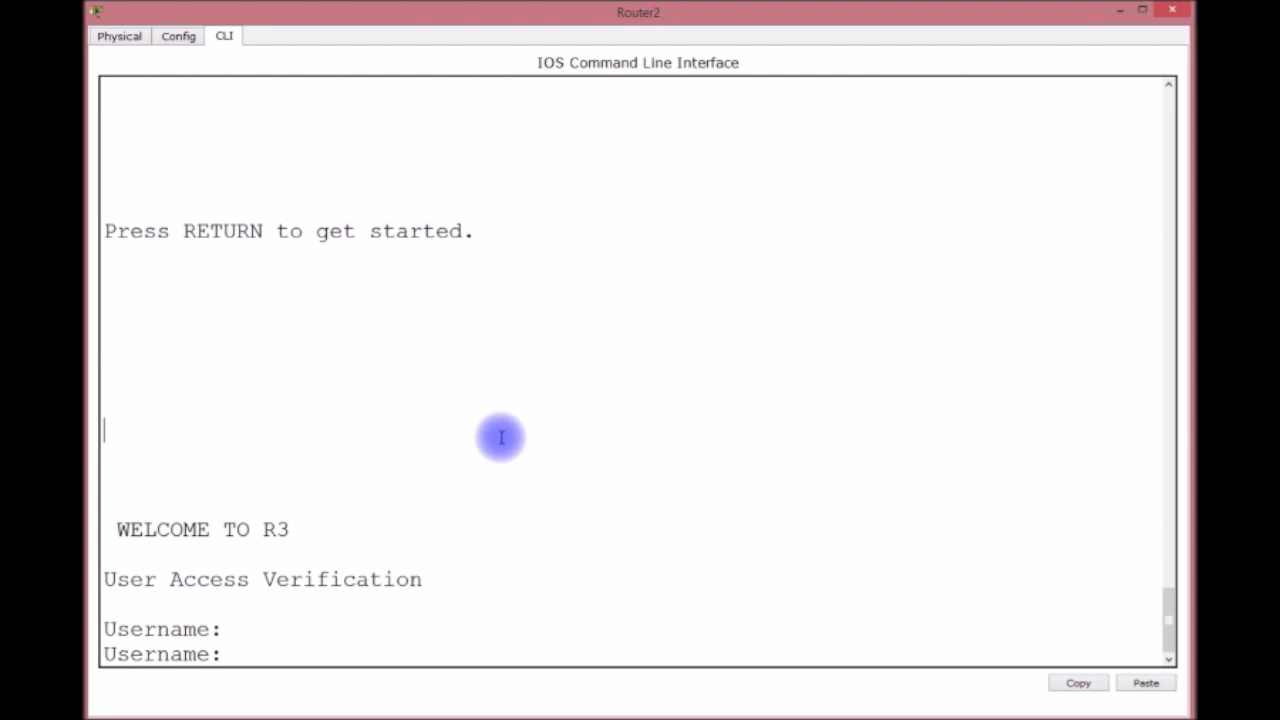 Router2
Physical Config CLI
IOS Command Line Interface
Press RETURN to get started.
WELCOME TO R3
User Access Verification
Username:
Username:
Copy Paste